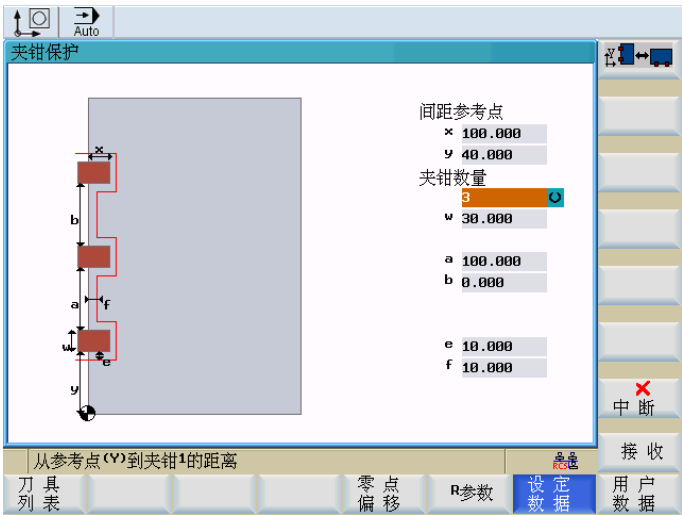 Auto
夹钳保护
间距参考点
x 100.000
y 40.000
夹钳数量
3
w 30.000
a 100.000
b 0.000
e 10.000
f 10.000
x
b
a
f
w
e
y
Y
中断
接收
从参考点(Y)到夹钳1的距离
RCS
刀具列表
零点偏移
R参数
设定数据
用户数据